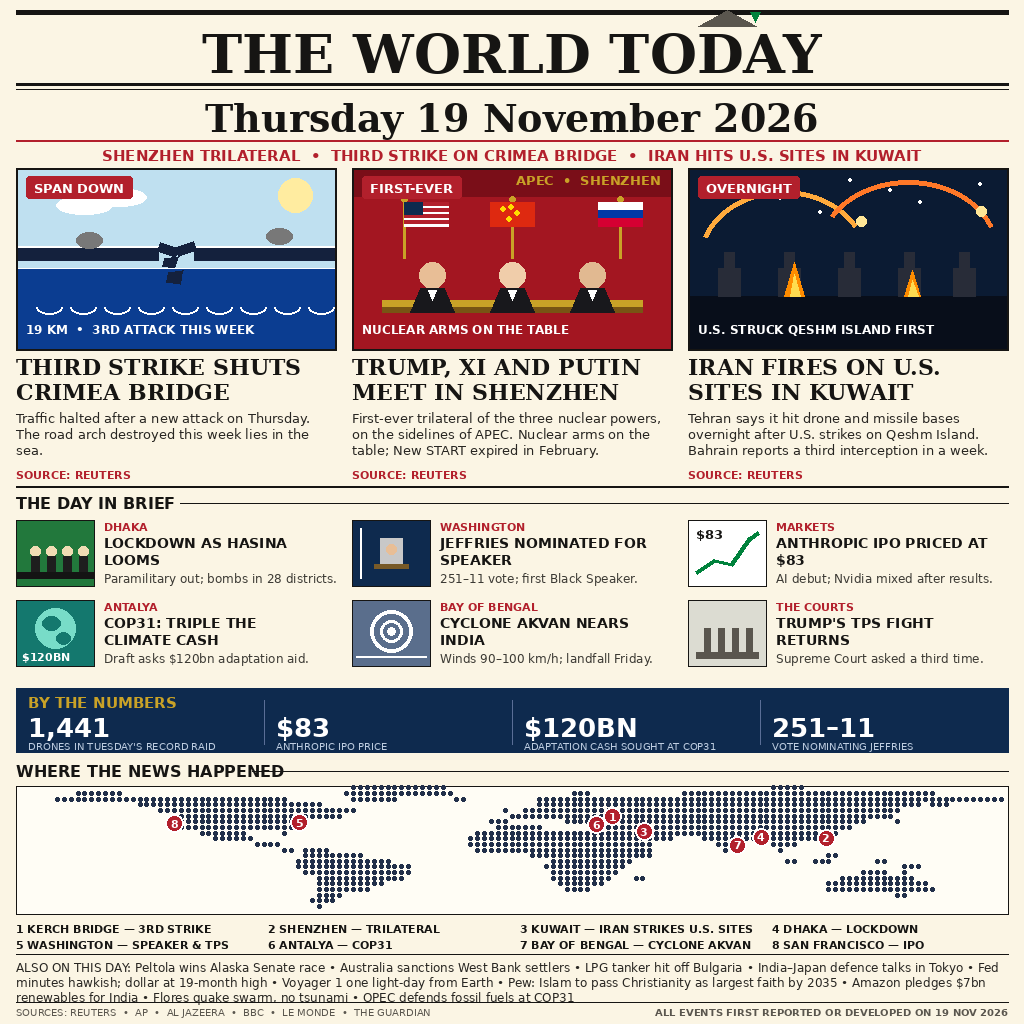 THE WORLD TODAY
Thursday 19 November 2026
SHENZHEN TRILATERAL • THIRD STRIKE ON CRIMEA BRIDGE • IRAN HITS U.S. SITES IN KUWAIT
SPAN DOWN
19 KM • 3RD ATTACK THIS WEEK
FIRST-EVER
APEC • SHENZHEN
NUCLEAR ARMS ON THE TABLE
OVERNIGHT
U.S. STRUCK QESHM ISLAND FIRST
THIRD STRIKE SHUTS
CRIMEA BRIDGE
Traffic halted after a new attack on Thursday.
The road arch destroyed this week lies in the
sea.
SOURCE: REUTERS
TRUMP, XI AND PUTIN
MEET IN SHENZHEN
First-ever trilateral of the three nuclear powers,
on the sidelines of APEC. Nuclear arms on the
table; New START expired in February.
SOURCE: REUTERS
IRAN FIRES ON U.S.
SITES IN KUWAIT
Tehran says it hit drone and missile bases
overnight after U.S. strikes on Qeshm Island.
Bahrain reports a third interception in a week.
SOURCE: REUTERS
THE DAY IN BRIEF
DHAKA
LOCKDOWN AS HASINA
LOOMS
Paramilitary out; bombs in 28 districts.
WASHINGTON
JEFFRIES NOMINATED FOR
SPEAKER
251–11 vote; first Black Speaker.
$83
MARKETS
ANTHROPIC IPO PRICED AT
$83
AI debut; Nvidia mixed after results.
$120BN
ANTALYA
COP31: TRIPLE THE
CLIMATE CASH
Draft asks $120bn adaptation aid.
BAY OF BENGAL
CYCLONE AKVAN NEARS
INDIA
Winds 90–100 km/h; landfall Friday.
THE COURTS
TRUMP'S TPS FIGHT
RETURNS
Supreme Court asked a third time.
BY THE NUMBERS
1,441
DRONES IN TUESDAY'S RECORD RAID
$83
ANTHROPIC IPO PRICE
$120BN
ADAPTATION CASH SOUGHT AT COP31
251–11
VOTE NOMINATING JEFFRIES
WHERE THE NEWS HAPPENED
8
5
6
1
3
7
4
2
1 KERCH BRIDGE — 3RD STRIKE
2 SHENZHEN — TRILATERAL
3 KUWAIT — IRAN STRIKES U.S. SITES
4 DHAKA — LOCKDOWN
5 WASHINGTON — SPEAKER & TPS
6 ANTALYA — COP31
7 BAY OF BENGAL — CYCLONE AKVAN
8 SAN FRANCISCO — IPO
ALSO ON THIS DAY: Peltola wins Alaska Senate race • Australia sanctions West Bank settlers • LPG tanker hit off Bulgaria • India–Japan defence talks in Tokyo • Fed
minutes hawkish; dollar at 19-month high • Voyager 1 one light-day from Earth • Pew: Islam to pass Christianity as largest faith by 2035 • Amazon pledges $7bn
renewables for India • Flores quake swarm, no tsunami • OPEC defends fossil fuels at COP31
SOURCES: REUTERS • AP • AL JAZEERA • BBC • LE MONDE • THE GUARDIAN
ALL EVENTS FIRST REPORTED OR DEVELOPED ON 19 NOV 2026